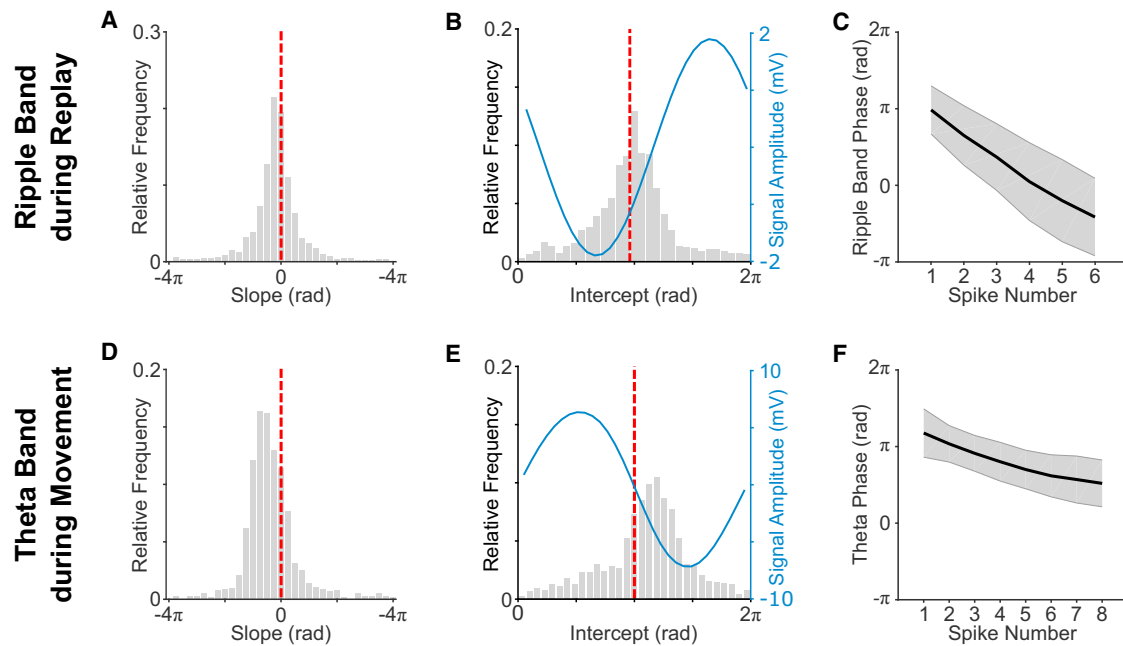 Ripple Band
during Replay
A
0.3
Relative Frequency
0
-4π
0
-4π
Slope (rad)
B
0.2
Relative Frequency
0
0
2π
Intercept (rad)
2
Signal Amplitude (mV)
-2
C
2π
π
0
-π
Ripple Band Phase (rad)
1 2 3 4 5 6
Spike Number
Theta Band
during Movement
D
0.2
Relative Frequency
0
-4π
0
-4π
Slope (rad)
E
0.2
Relative Frequency
0
0
2π
Intercept (rad)
10
Signal Amplitude (mV)
-10
F
2π
π
0
-π
Theta Phase (rad)
1 2 3 4 5 6 7 8
Spike Number